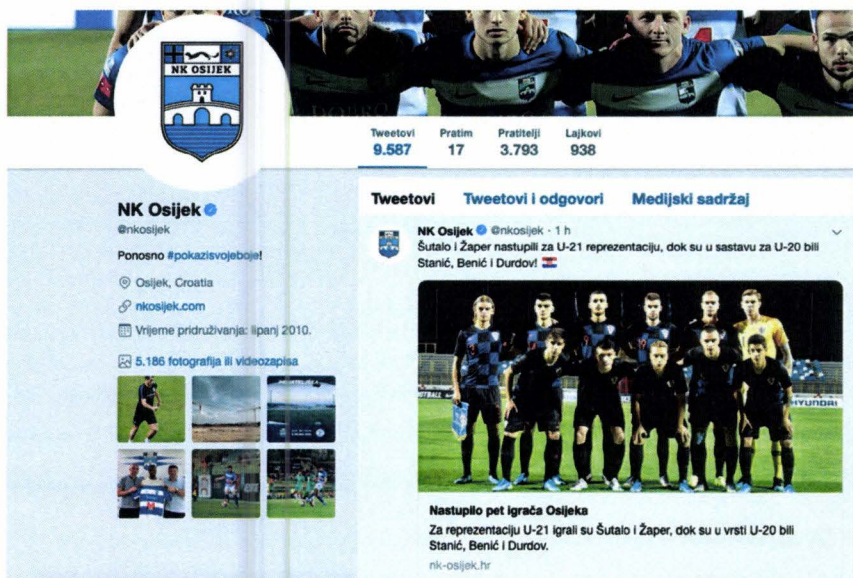 NK OSIJEK
DOBRO
Tweetovi Pratim Pratitelji Lajkovi
9.587 17 3.793 938
Tweetovi Tweetovi i odgovori Medijski sadržaj
NK Osijek
@nkosijek
Ponosno #pokazisvojeboje!
Osijek, Croatia
nkosijek.com
Vrijeme pridruživanja: lipanj 2010.
5.186 fotografija ili videozapisa
NK Osijek @nkosijek · 1 h
Šutalo i Žaper nastupili za U-21 reprezentaciju, dok su u sastavu za U-20 bili
Stanić, Benić i Durdov!
HYUNDAI
Nastupilo pet igrača Osijeka
Za reprezentaciju U-21 igrali su Šutalo i Žaper, dok su u vrsti U-20 bili
Stanić, Benić i Durdov.
nk-osijek.hr